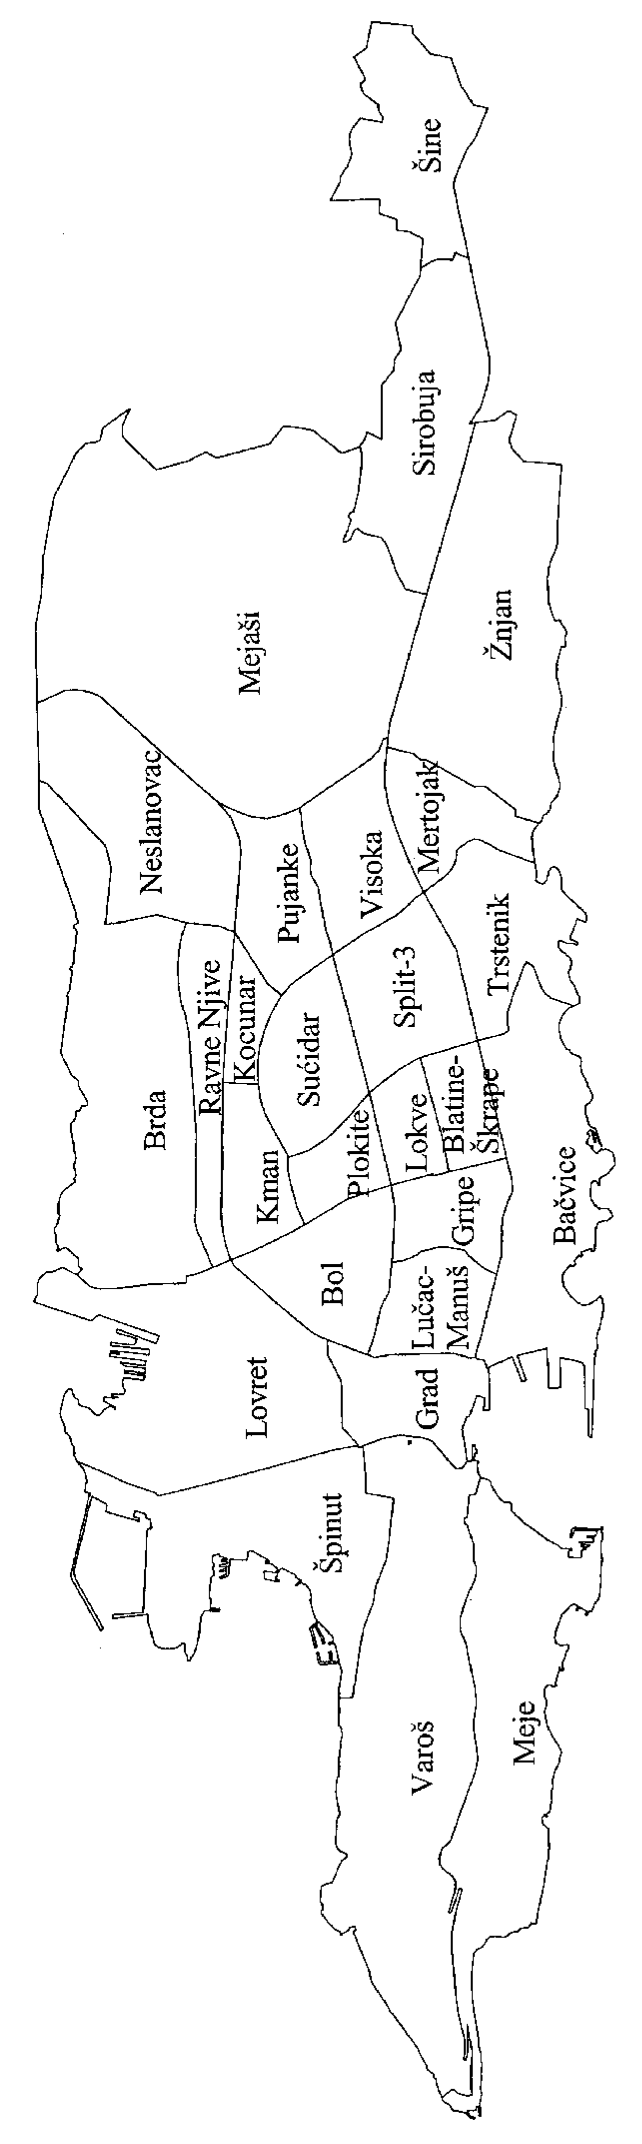 Šine
Sirobuja
Mejaši
Žnjan
Neslanovac
Mertojak
Visoka
Pujanke
Trstenik
Split-3
Ravne Njive
Kocunar
Sućidar
Brda
Blatine-
Škrape
Lokve
Plokite
Kman
Gripe
Bačvice
Bol
Lučac-
Manuš
Lovret
Grad
Špinut
Varoš
Meje